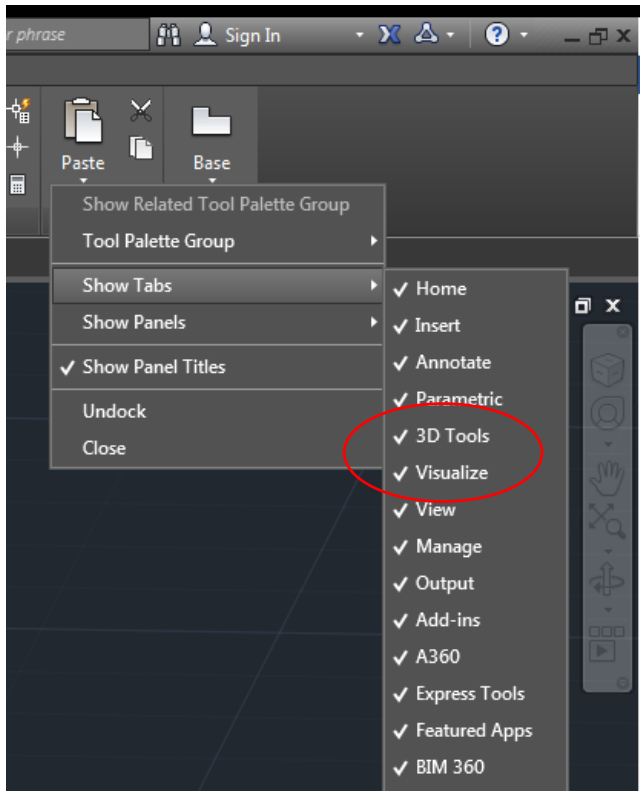 r phrase
Sign In
?
Paste
Base
Show Related Tool Palette Group
Tool Palette Group
Show Tabs
Show Panels
Show Panel Titles
Undock
Close
Home
Insert
Annotate
Parametric
3D Tools
Visualize
View
Manage
Output
Add-ins
A360
Express Tools
Featured Apps
BIM 360